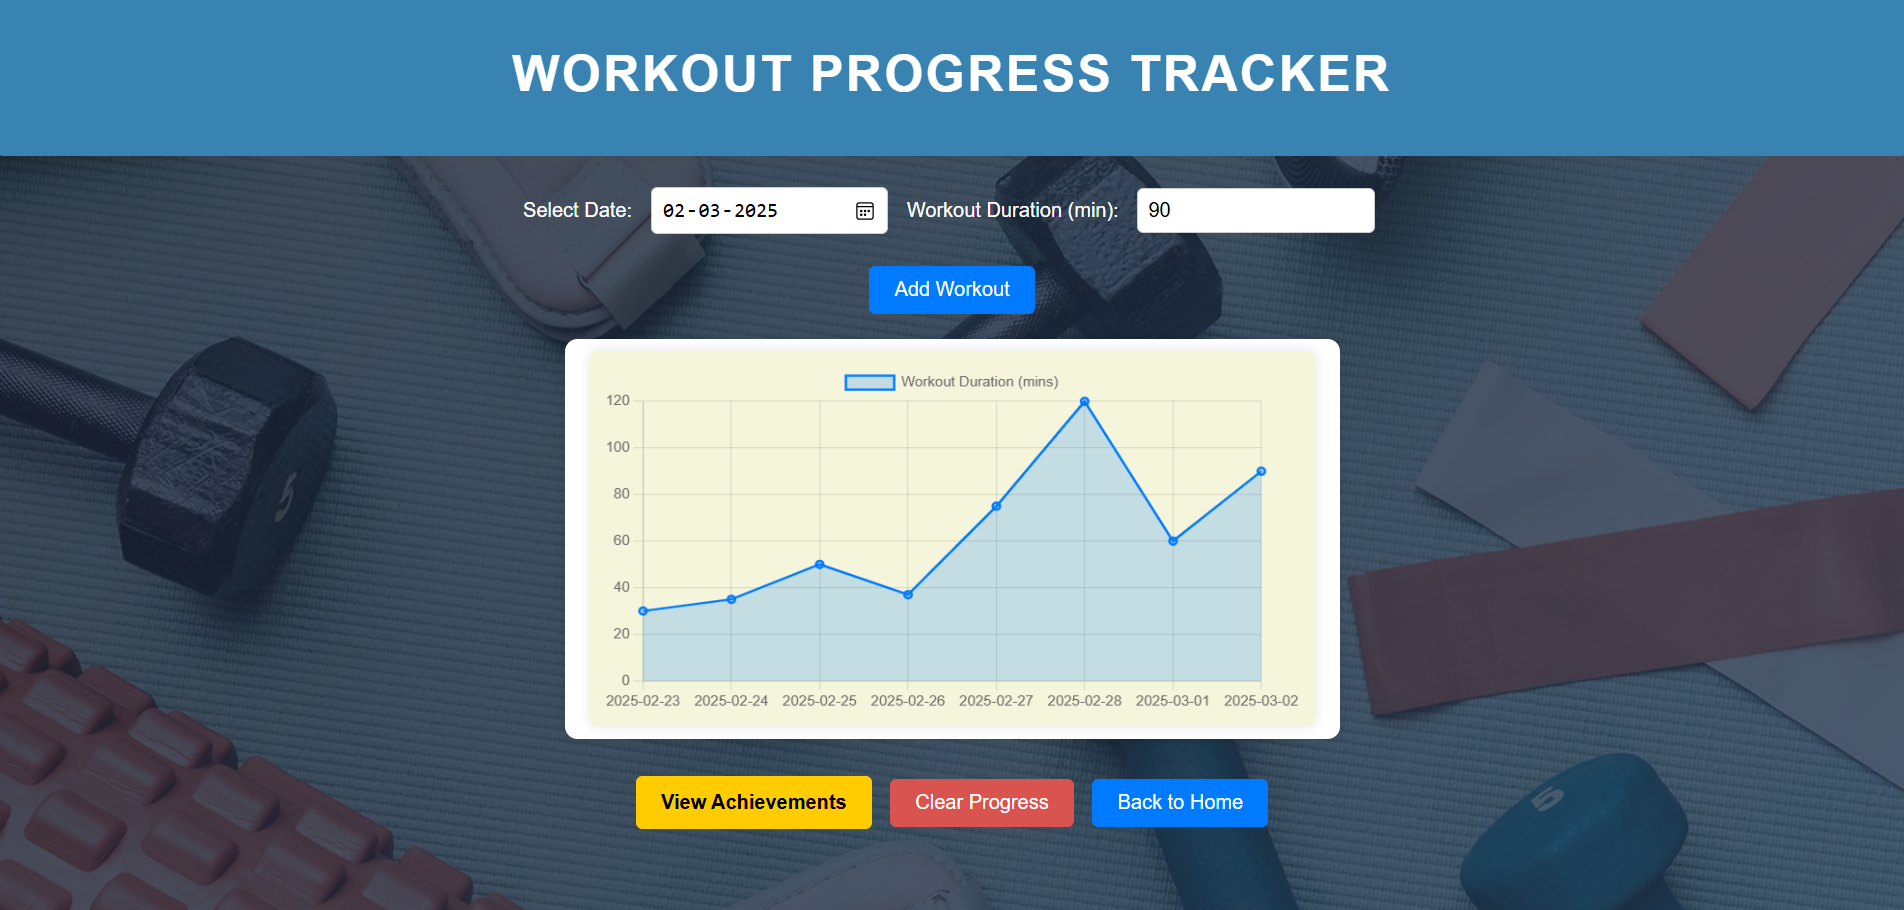 WORKOUT PROGRESS TRACKER
Select Date: 02-03-2025 Workout Duration (min): 90
Add Workout
Workout Duration (mins)
120
100
80
60
40
20
0
2025-02-23 2025-02-24 2025-02-25 2025-02-26 2025-02-27 2025-02-28 2025-03-01 2025-03-02
View Achievements Clear Progress Back to Home
5
5